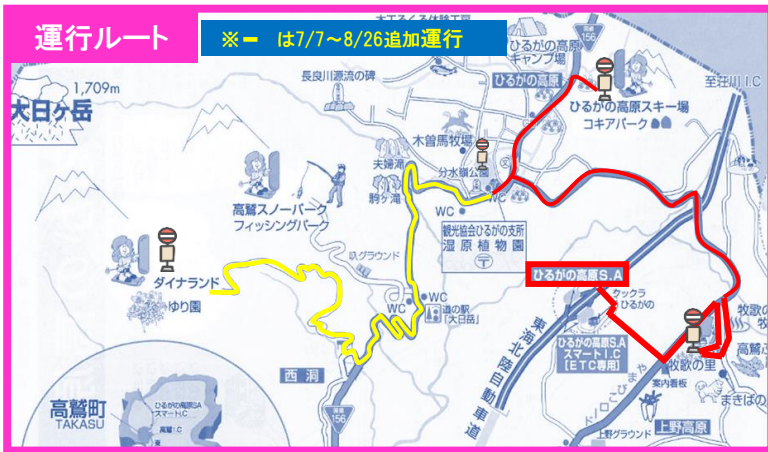 運行ルート
※━ は7/7～8/26追加運行
1,709m
大日ヶ岳
長良川源流の碑
ひるがの高原
キャンプ場
156
ひるがの高原
ひるがの高原スキー場
コキアパーク
至荘川I.C
木曽馬牧場
分水嶺公園
夫婦滝
駒ヶ滝
WC
WC
WC
高鷲スノーパーク
フィッシングパーク
観光協会ひるがの支所
湿原植物園
〒
叺グラウンド
ダイナランド
ゆり園
WC
WC
道の駅
「大日岳」
ひるがの高原S.A
クックラ
ひるがの
ひるがの高原S.A
スマートI.C
[ETC専用]
東海北陸自動車道
牧歌の里
案内看板
まきばの
高鷲
上野高原
上野グラウンド
西洞
156
高鷲町
TAKASU
ひるがの高原SA
スマートIC
高鷲I.C